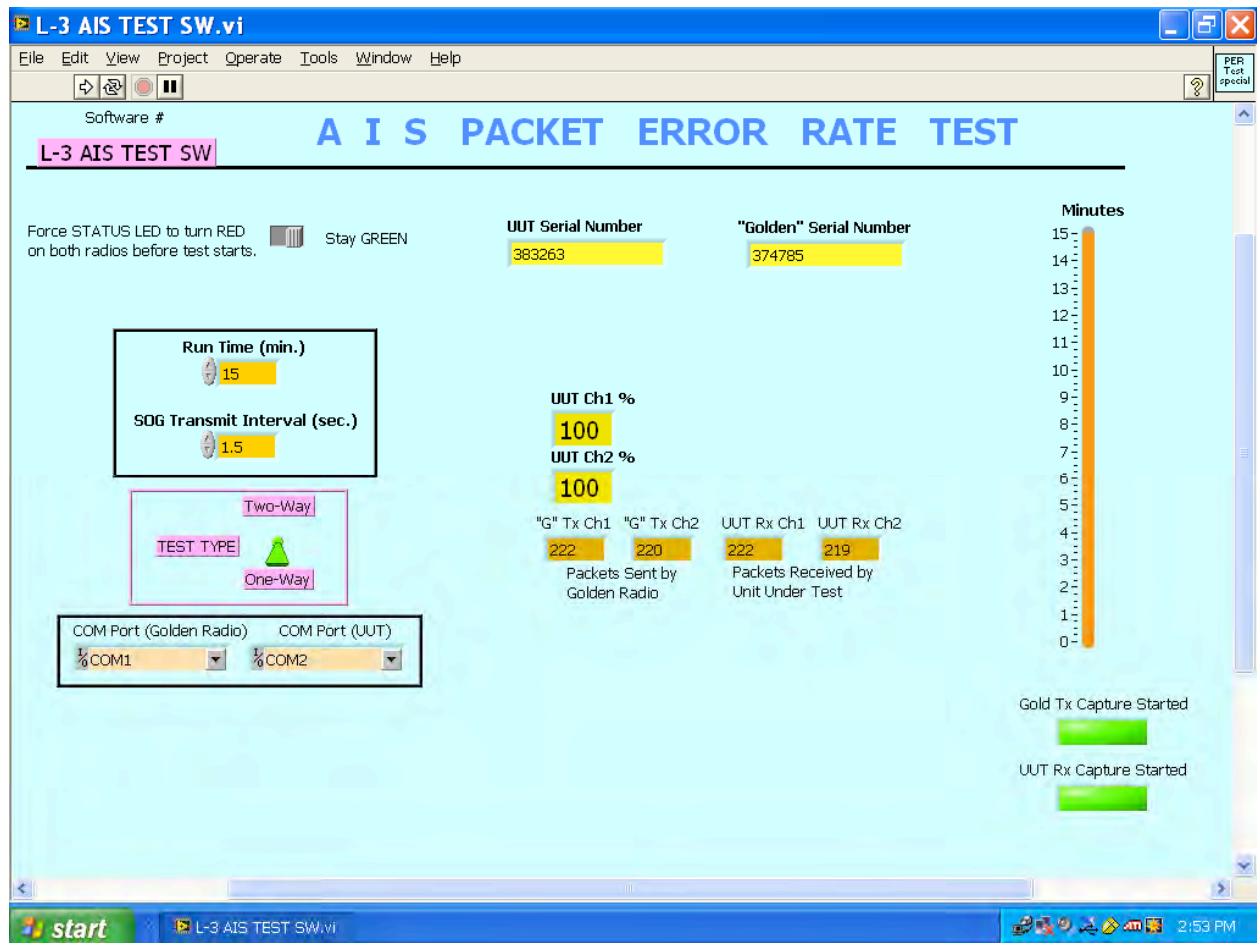 L-3 AIS TEST SW.vi
File Edit View Project Operate Tools Window Help
PER
Test
special
?
Software #
L-3 AIS TEST SW
A I S PACKET ERROR RATE TEST
Force STATUS LED to turn RED
on both radios before test starts.
Stay GREEN
UUT Serial Number
383263
"Golden" Serial Number
374785
Minutes
15
14
13
12
11
10
9
8
7
6
5
4
3
2
1
0
Run Time (min.)
15
SOG Transmit Interval (sec.)
1.5
UUT Ch1 %
100
UUT Ch2 %
100
Two-Way
TEST TYPE
One-Way
"G" Tx Ch1 "G" Tx Ch2 UUT Rx Ch1 UUT Rx Ch2
222 220 222 219
Packets Sent by
Golden Radio
Packets Received by
Unit Under Test
COM Port (Golden Radio) COM Port (UUT)
COM1 COM2
Gold Tx Capture Started
UUT Rx Capture Started
start L-3 AIS TEST SW.vi 2:53 PM